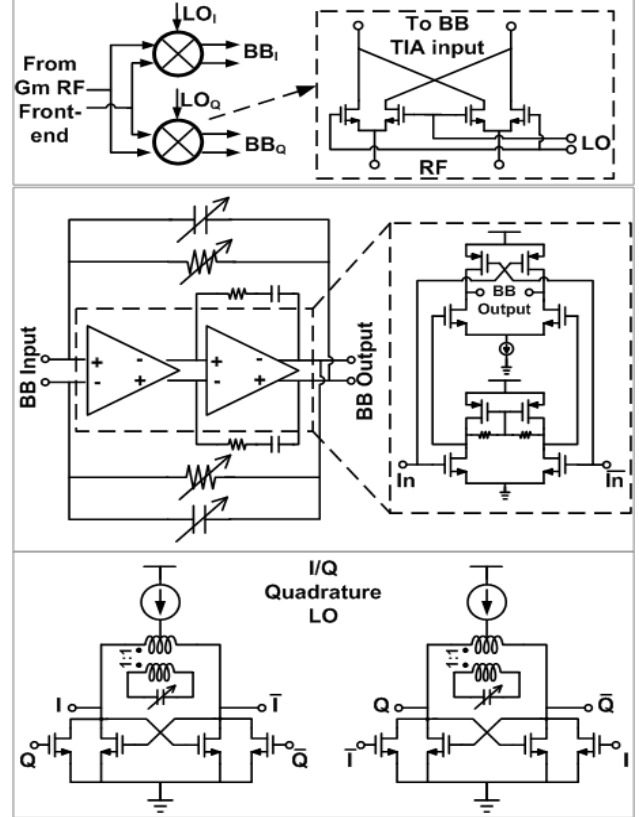 LO_I
From
Gm RF
Front-
end
BB_I
LO_Q
BB_Q
To BB
TIA input
LO
RF
BB Input
+ -
- +
+ -
- +
BB Output
BB
Output
In
I̅n̅
I/Q
Quadrature
LO
1:1
I
I̅
Q
Q̅
1:1
Q
Q̅
I̅
I